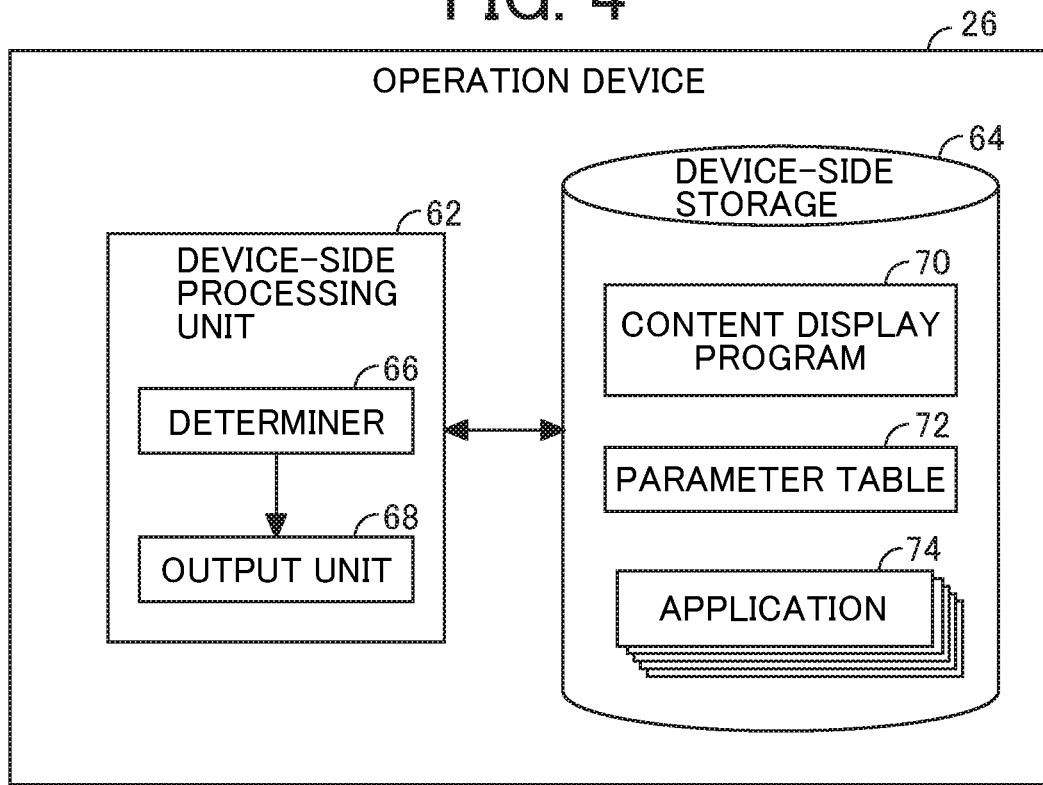 FIG. 4
26
OPERATION DEVICE
64
DEVICE-SIDE
STORAGE
62
DEVICE-SIDE
PROCESSING
UNIT
70
CONTENT DISPLAY
PROGRAM
66
DETERMINER
72
PARAMETER TABLE
68
OUTPUT UNIT
74
APPLICATION